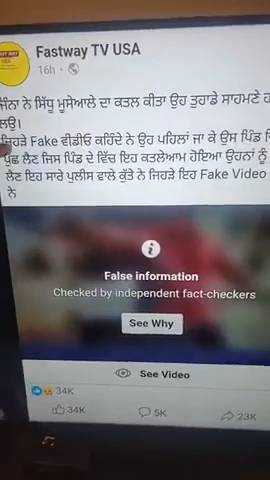 Fastway TV USA
16h
ਨੇ ਸਿੱਧੂ ਮੂਸੇਆਲੇ ਦਾ ਕਤਲ ਕੀਤਾ ਉਹ ਤੁਹਾਡੇ ਸਾਹਮਣੇ
ਲਉ।
ਜਿਹੜੇ Fake ਵੀਡੀਓ ਕਹਿੰਦੇ ਨੇ ਉਹ ਪਹਿਲਾਂ ਜਾ ਕੇ ਉਸ ਪਿੰਡ
ਪੁੱਛ ਲੈਣ ਜਿਸ ਪਿੰਡ ਦੇ ਵਿੱਚ ਇਹ ਕਤਲੇਆਮ ਹੋਇਆ ਉਹਨਾਂ ਨੂੰ
ਲੈਣ ਇਹ ਸਾਰੇ ਪੁਲੀਸ ਵਾਲੇ ਕੁੱਤੇ ਨੇ ਜਿਹੜੇ ਇਹ Fake Video
ਨੇ
False information
Checked by independent fact-checkers
See Why
See Video
34K
34K 5K 23K